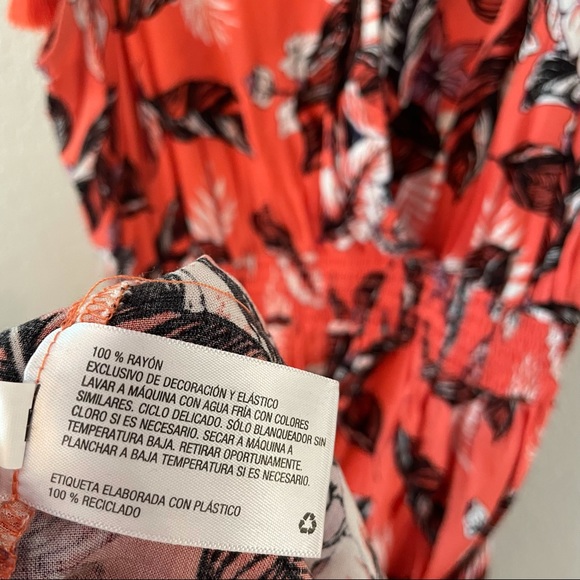 100 % RAYÓN
EXCLUSIVO DE DECORACIÓN Y ELÁSTICO
LAVAR A MÁQUINA CON AGUA FRÍA CON COLORES
SIMILARES. CICLO DELICADO. SÓLO BLANQUEADOR SIN
CLORO SI ES NECESARIO. SECAR A MÁQUINA A
TEMPERATURA BAJA. RETIRAR OPORTUNAMENTE.
PLANCHAR A BAJA TEMPERATURA SI ES NECESARIO.
ETIQUETA ELABORADA CON PLÁSTICO
100 % RECICLADO